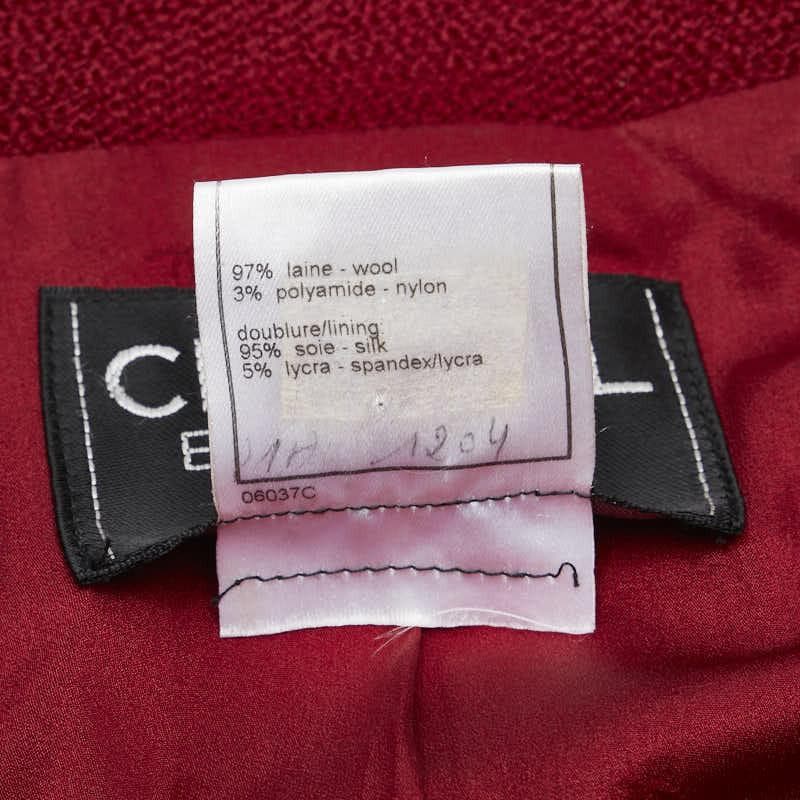 97% laine - wool
3% polyamide - nylon
doublure/lining:
95% soie - silk
5% lycra - spandex/lycra
1204
06037C